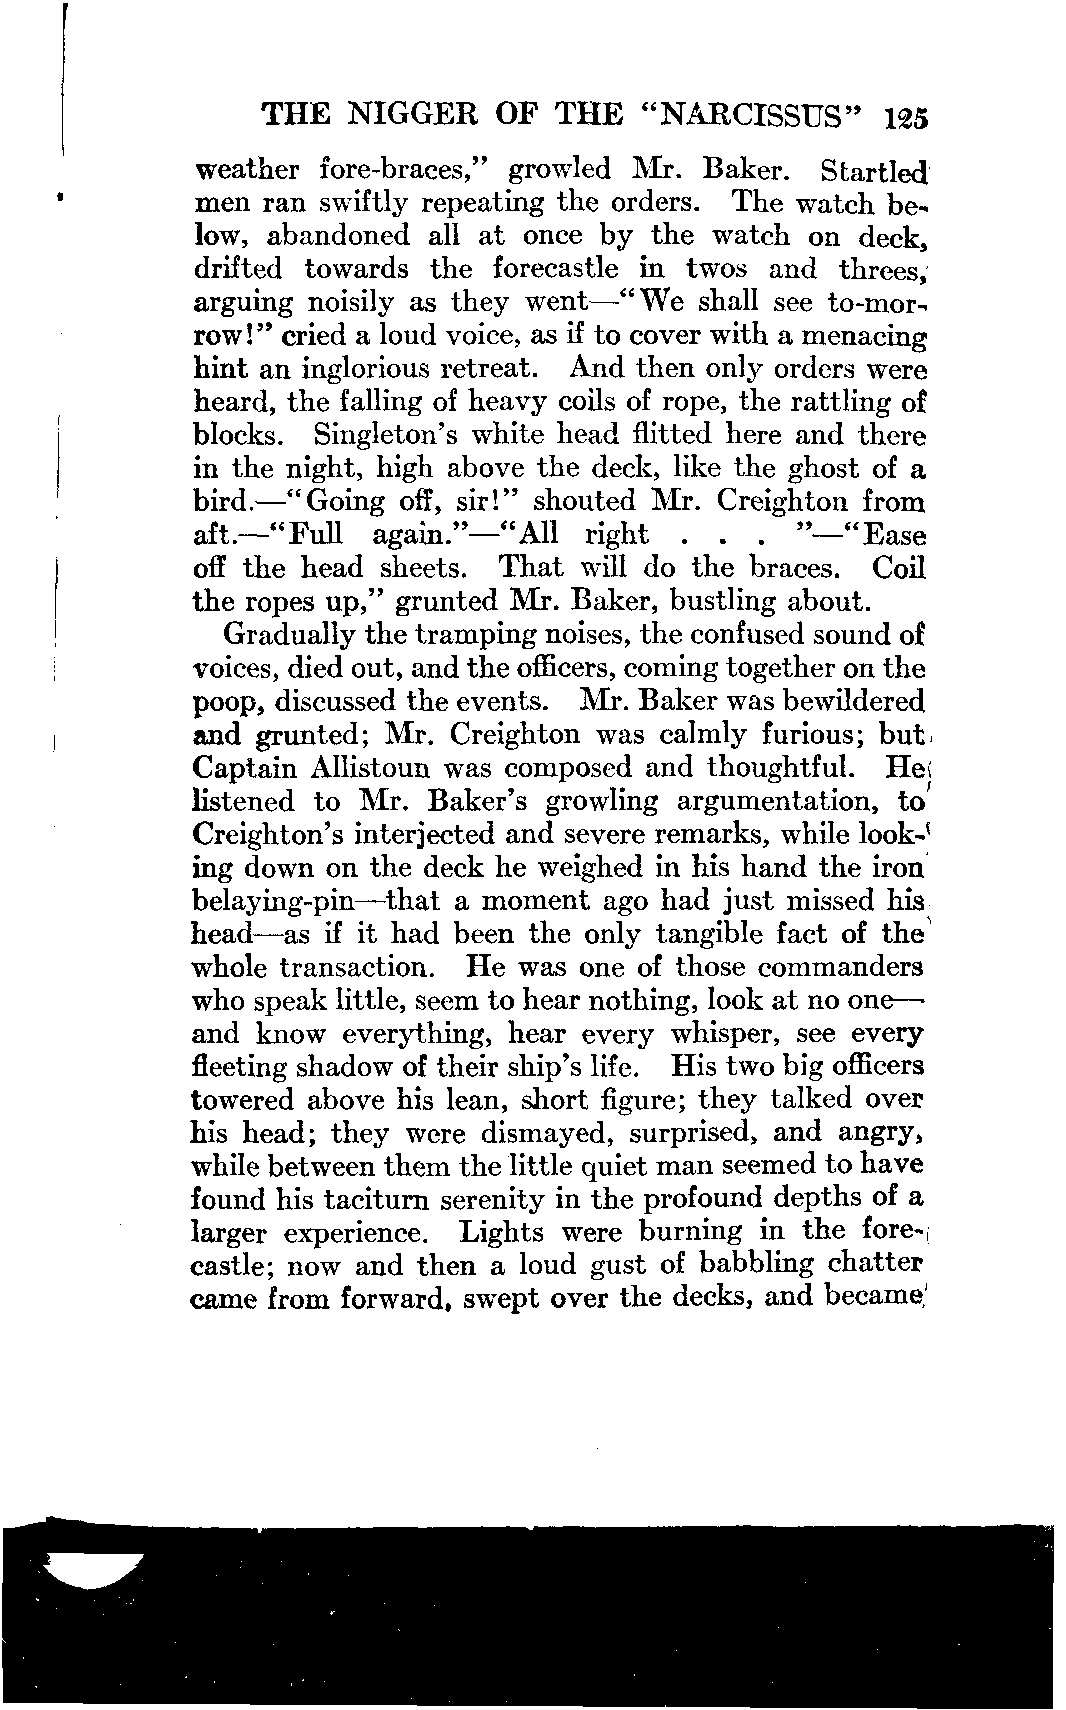 THE NIGGER OF THE “NARCISSUS” 125
weather fore-braces,” growled Mr. Baker. Startled
men ran swiftly repeating the orders. The watch be-
low, abandoned all at once by the watch on deck,
drifted towards the forecastle in twos and threes,
arguing noisily as they went—“We shall see to-mor-
row!” cried a loud voice, as if to cover with a menacing
hint an inglorious retreat. And then only orders were
heard, the falling of heavy coils of rope, the rattling of
blocks. Singleton’s white head flitted here and there
in the night, high above the deck, like the ghost of a
bird.—“Going off, sir!” shouted Mr. Creighton from
aft.—“Full again.”—“All right . . . ”—“Ease
off the head sheets. That will do the braces. Coil
the ropes up,” grunted Mr. Baker, bustling about.
Gradually the tramping noises, the confused sound of
voices, died out, and the officers, coming together on the
poop, discussed the events. Mr. Baker was bewildered
and grunted; Mr. Creighton was calmly furious; but
Captain Allistoun was composed and thoughtful. He
listened to Mr. Baker’s growling argumentation, to
Creighton’s interjected and severe remarks, while look-
ing down on the deck he weighed in his hand the iron
belaying-pin—that a moment ago had just missed his
head—as if it had been the only tangible fact of the
whole transaction. He was one of those commanders
who speak little, seem to hear nothing, look at no one—
and know everything, hear every whisper, see every
fleeting shadow of their ship’s life. His two big officers
towered above his lean, short figure; they talked over
his head; they were dismayed, surprised, and angry,
while between them the little quiet man seemed to have
found his taciturn serenity in the profound depths of a
larger experience. Lights were burning in the fore-
castle; now and then a loud gust of babbling chatter
came from forward, swept over the decks, and became